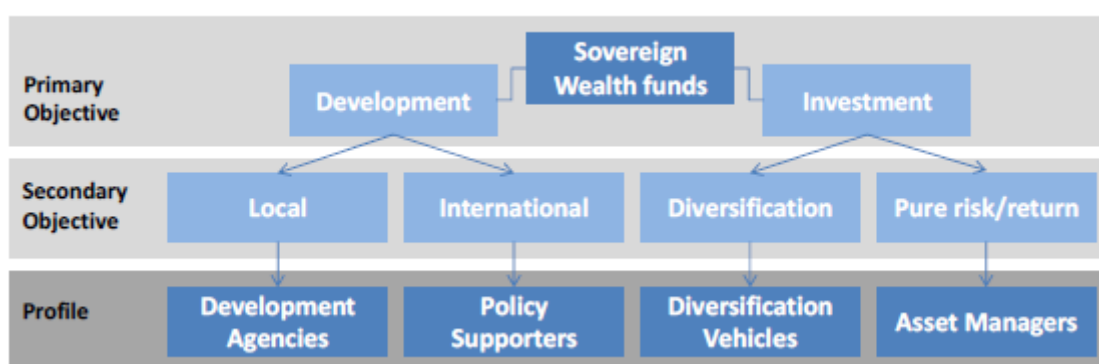 Sovereign
Wealth funds
Primary
Objective
Development
Investment
Secondary
Objective
Local
International
Diversification
Pure risk/return
Profile
Development
Agencies
Policy
Supporters
Diversification
Vehicles
Asset Managers